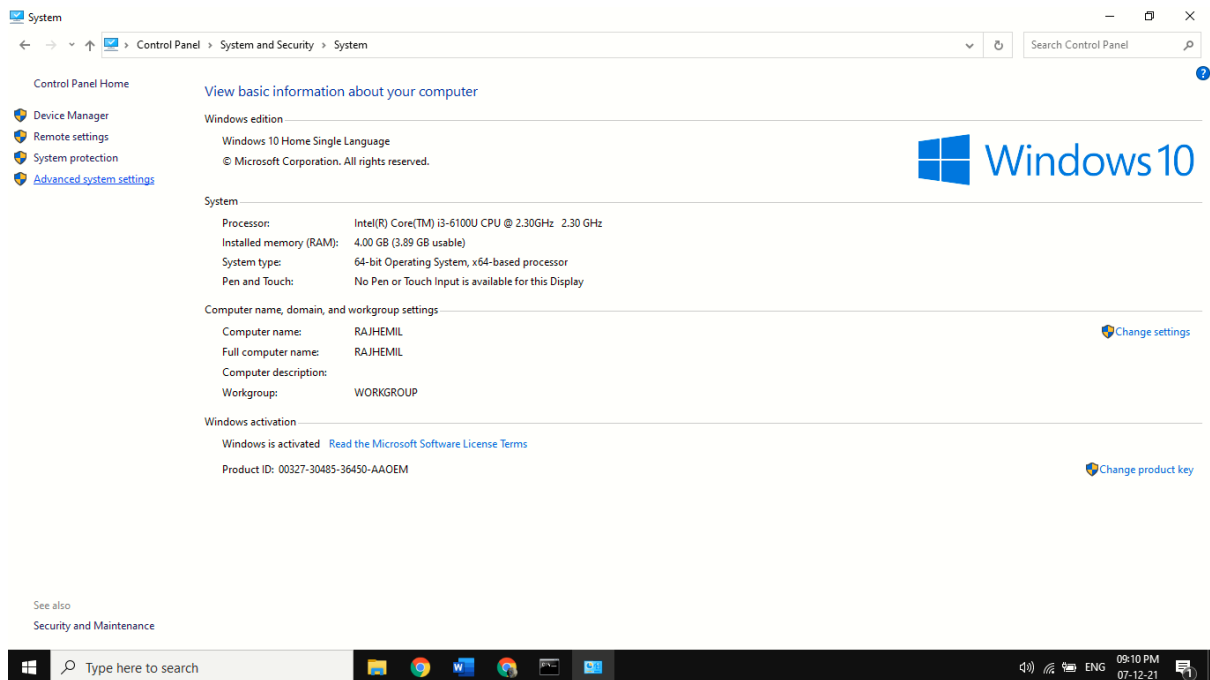 System
Control Panel > System and Security > System
Search Control Panel
?
Control Panel Home
Device Manager
Remote settings
System protection
Advanced system settings
View basic information about your computer
Windows edition
Windows 10 Home Single Language
© Microsoft Corporation. All rights reserved.
Windows 10
System
Processor: Intel(R) Core(TM) i3-6100U CPU @ 2.30GHz 2.30 GHz
Installed memory (RAM): 4.00 GB (3.89 GB usable)
System type: 64-bit Operating System, x64-based processor
Pen and Touch: No Pen or Touch Input is available for this Display
Computer name, domain, and workgroup settings
Computer name: RAJHEMIL
Change settings
Full computer name: RAJHEMIL
Computer description:
Workgroup: WORKGROUP
Windows activation
Windows is activated Read the Microsoft Software License Terms
Product ID: 00327-30485-36450-AAOEM
Change product key
See also
Security and Maintenance
Type here to search
W
ENG
09:10 PM
07-12-21
1